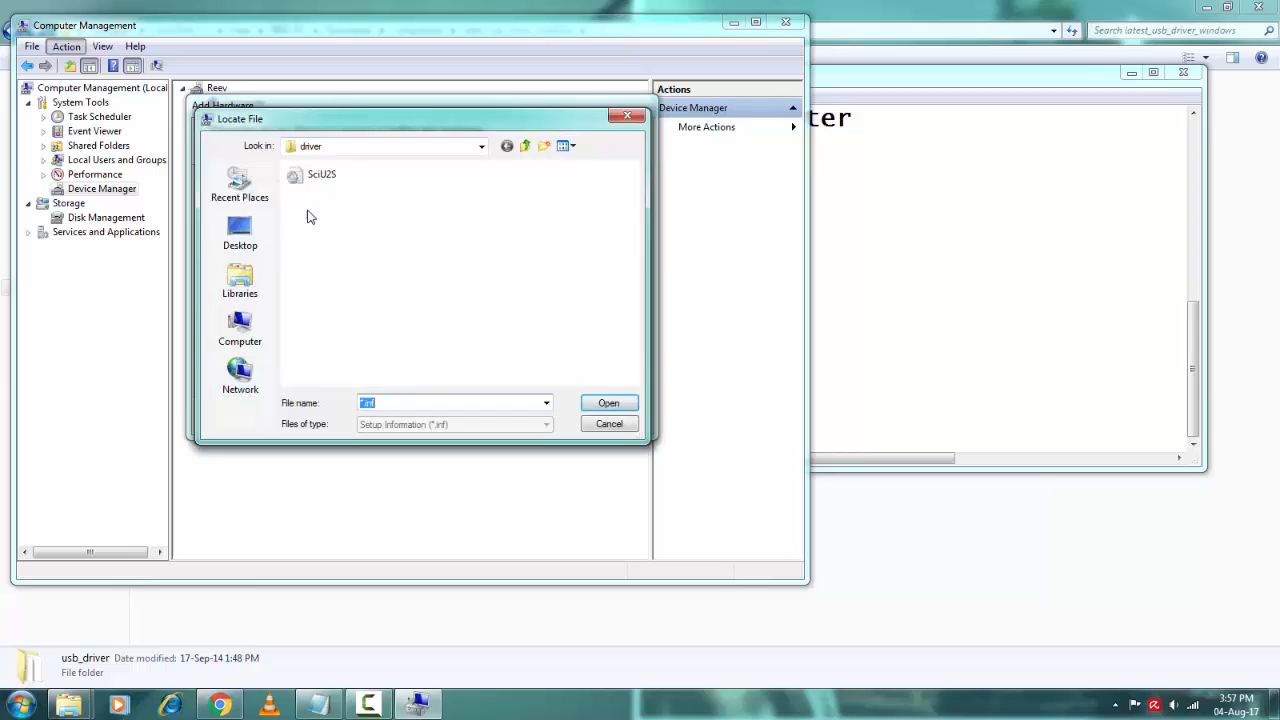 Computer Management
Search latest_usb_driver_windows
File Action View Help
Computer Management (Local
System Tools
Task Scheduler
Event Viewer
Shared Folders
Local Users and Groups
Performance
Device Manager
Storage
Disk Management
Services and Applications
Reev
Add Hardware
Locate File
Look in: driver
SciU2S
Recent Places
Desktop
Libraries
Computer
Network
File name: *.inf
Open
Files of type: Setup Information (*.inf)
Cancel
Actions
Device Manager
More Actions
ter
usb_driver Date modified: 17-Sep-14 1:48 PM
File folder
3:57 PM
04-Aug-17